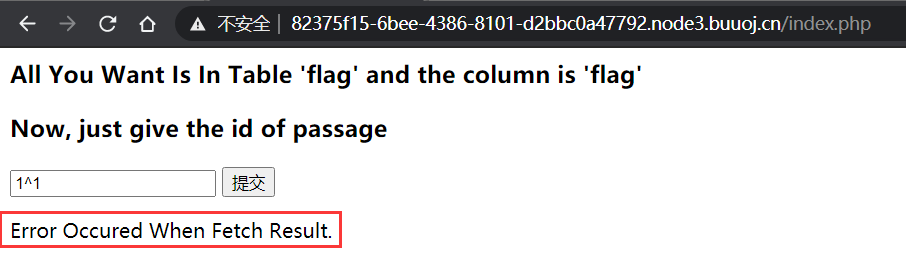 不安全 | 82375f15-6bee-4386-8101-d2bbc0a47792.node3.buuoj.cn/index.php
All You Want Is In Table 'flag' and the column is 'flag'
Now, just give the id of passage
1^1 提交
Error Occured When Fetch Result.